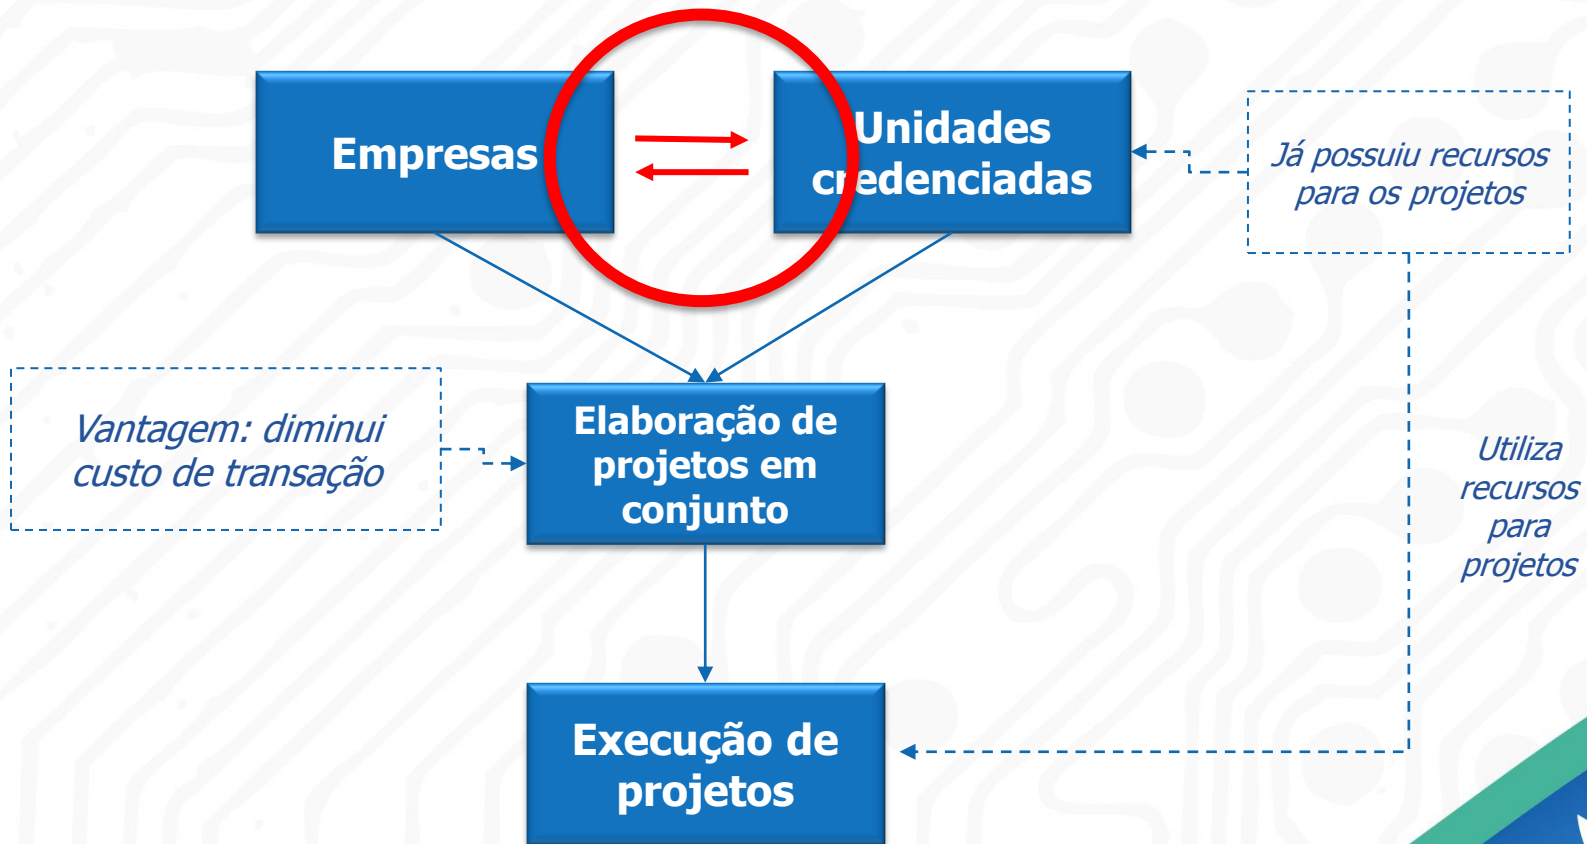 Empresas
Unidades
credenciadas
Já possuiu recursos
para os projetos
Vantagem: diminui
custo de transação
Elaboração de
projetos em
conjunto
Utiliza
recursos
para
projetos
Execução de
projetos